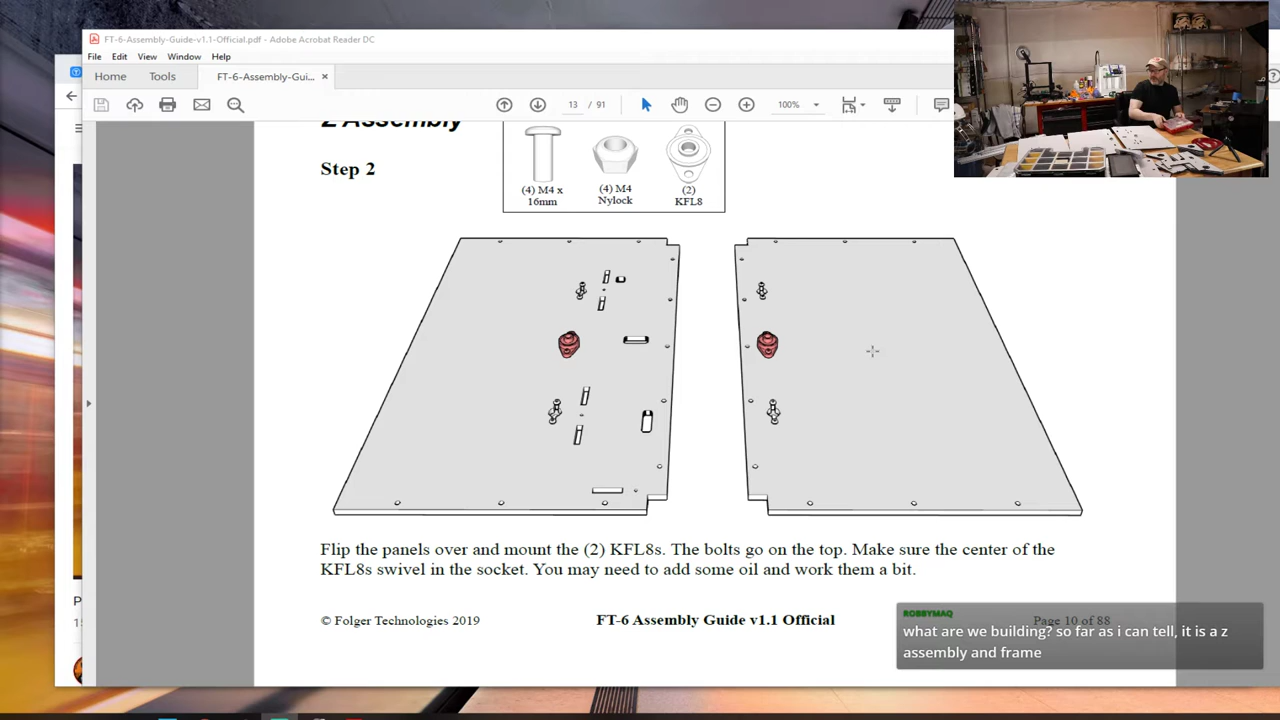 FT-6-Assembly-Guide-v1.1-Official.pdf - Adobe Acrobat Reader DC
File Edit View Window Help
Home Tools FT-6-Assembly-Gui... ×
13 / 91 100%
Z Assembly
Step 2
(4) M4 x
16mm
(4) M4
Nylock
(2)
KFL8
Flip the panels over and mount the (2) KFL8s. The bolts go on the top. Make sure the center of the
KFL8s swivel in the socket. You may need to add some oil and work them a bit.
© Folger Technologies 2019 FT-6 Assembly Guide v1.1 Official Page 10 of 88
ROBBYMAQ
what are we building? so far as i can tell, it is a z
assembly and frame